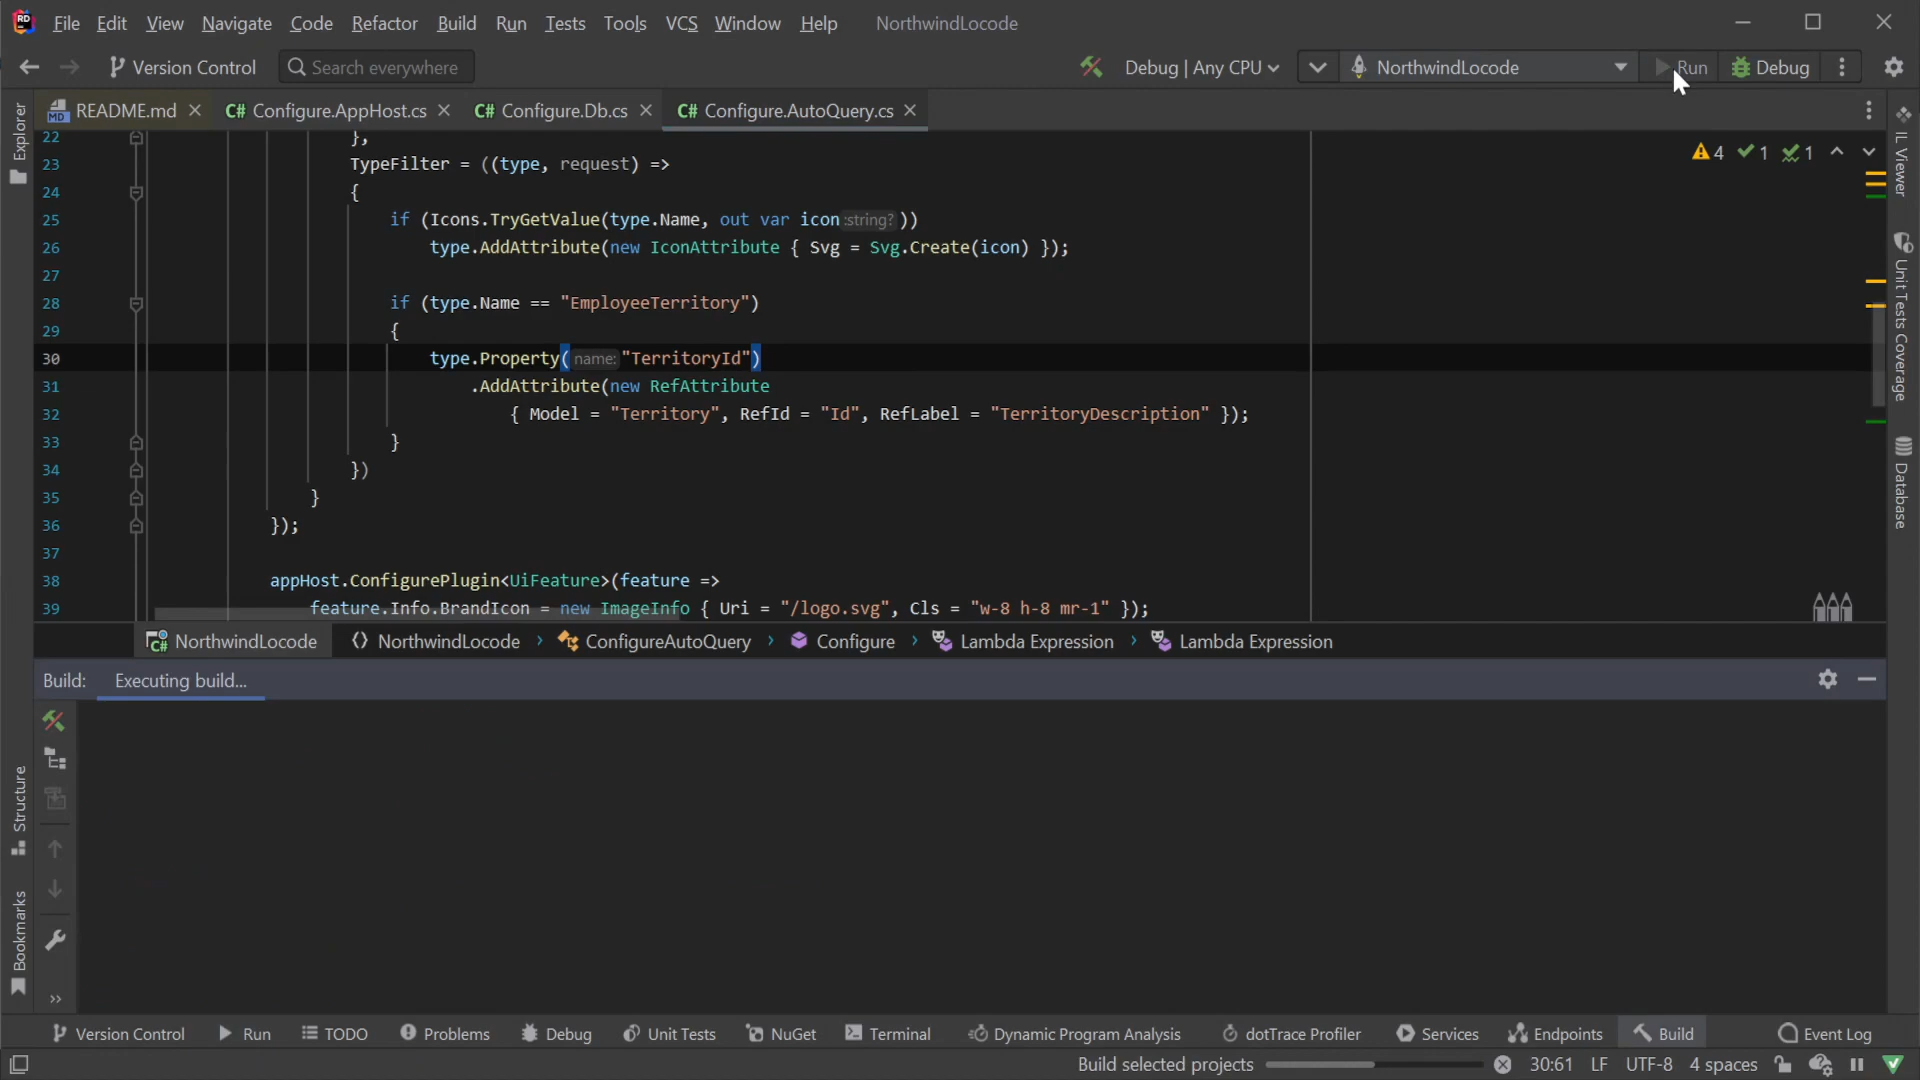 File Edit View Navigate Code Refactor Build Run Tests Tools VCS Window Help NorthwindLocode
Version Control Search everywhere Debug | Any CPU NorthwindLocode Run Debug
README.md Configure.AppHost.cs Configure.Db.cs Configure.AutoQuery.cs
22 },
23 TypeFilter = ((type, request) =>
24 {
25 if (Icons.TryGetValue(type.Name, out var icon :string? ))
26 type.AddAttribute(new IconAttribute { Svg = Svg.Create(icon) });
27
28 if (type.Name == "EmployeeTerritory")
29 {
30 type.Property( name: "TerritoryId")
31 .AddAttribute(new RefAttribute
32 { Model = "Territory", RefId = "Id", RefLabel = "TerritoryDescription" });
33 }
34 })
35 }
36 });
37
38 appHost.ConfigurePlugin<UiFeature>(feature =>
39 feature.Info.BrandIcon = new ImageInfo { Uri = "/logo.svg", Cls = "w-8 h-8 mr-1" });
4 1 1
Explorer
Structure
Bookmarks
IL Viewer
Unit Tests Coverage
Database
NorthwindLocode NorthwindLocode ConfigureAutoQuery Configure Lambda Expression Lambda Expression
Build: Executing build...
Version Control Run TODO Problems Debug Unit Tests NuGet Terminal Dynamic Program Analysis dotTrace Profiler Services Endpoints Build Event Log
Build selected projects 30:61 LF UTF-8 4 spaces